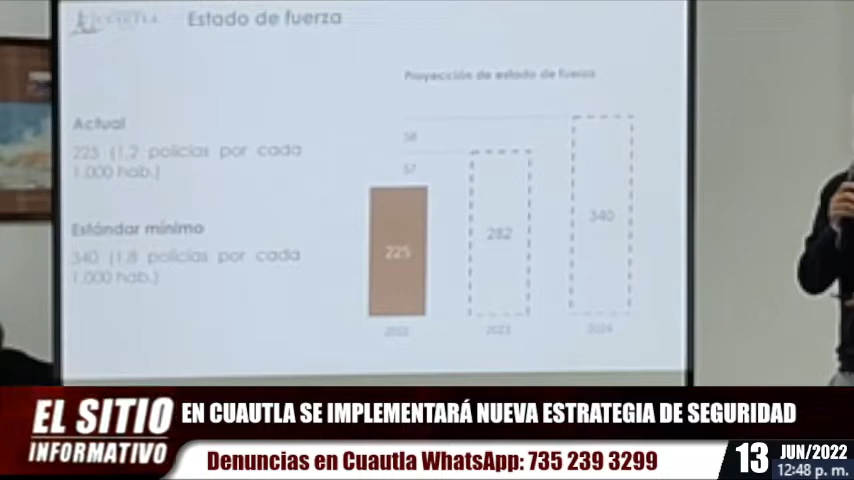 CUAUTLA
Estado de fuerza
Proyección de estado de fuerza
Actual
225 (1.2 policías por cada
1,000 hab.)
Estándar mínimo
340 (1.8 policías por cada
1,000 hab.)
58
57
225
282
340
2022
2023
2024
EL SITIO
INFORMATIVO
EN CUAUTLA SE IMPLEMENTARÁ NUEVA ESTRATEGIA DE SEGURIDAD
Denuncias en Cuautla WhatsApp: 735 239 3299
13
JUN/2022
12:48 p. m.